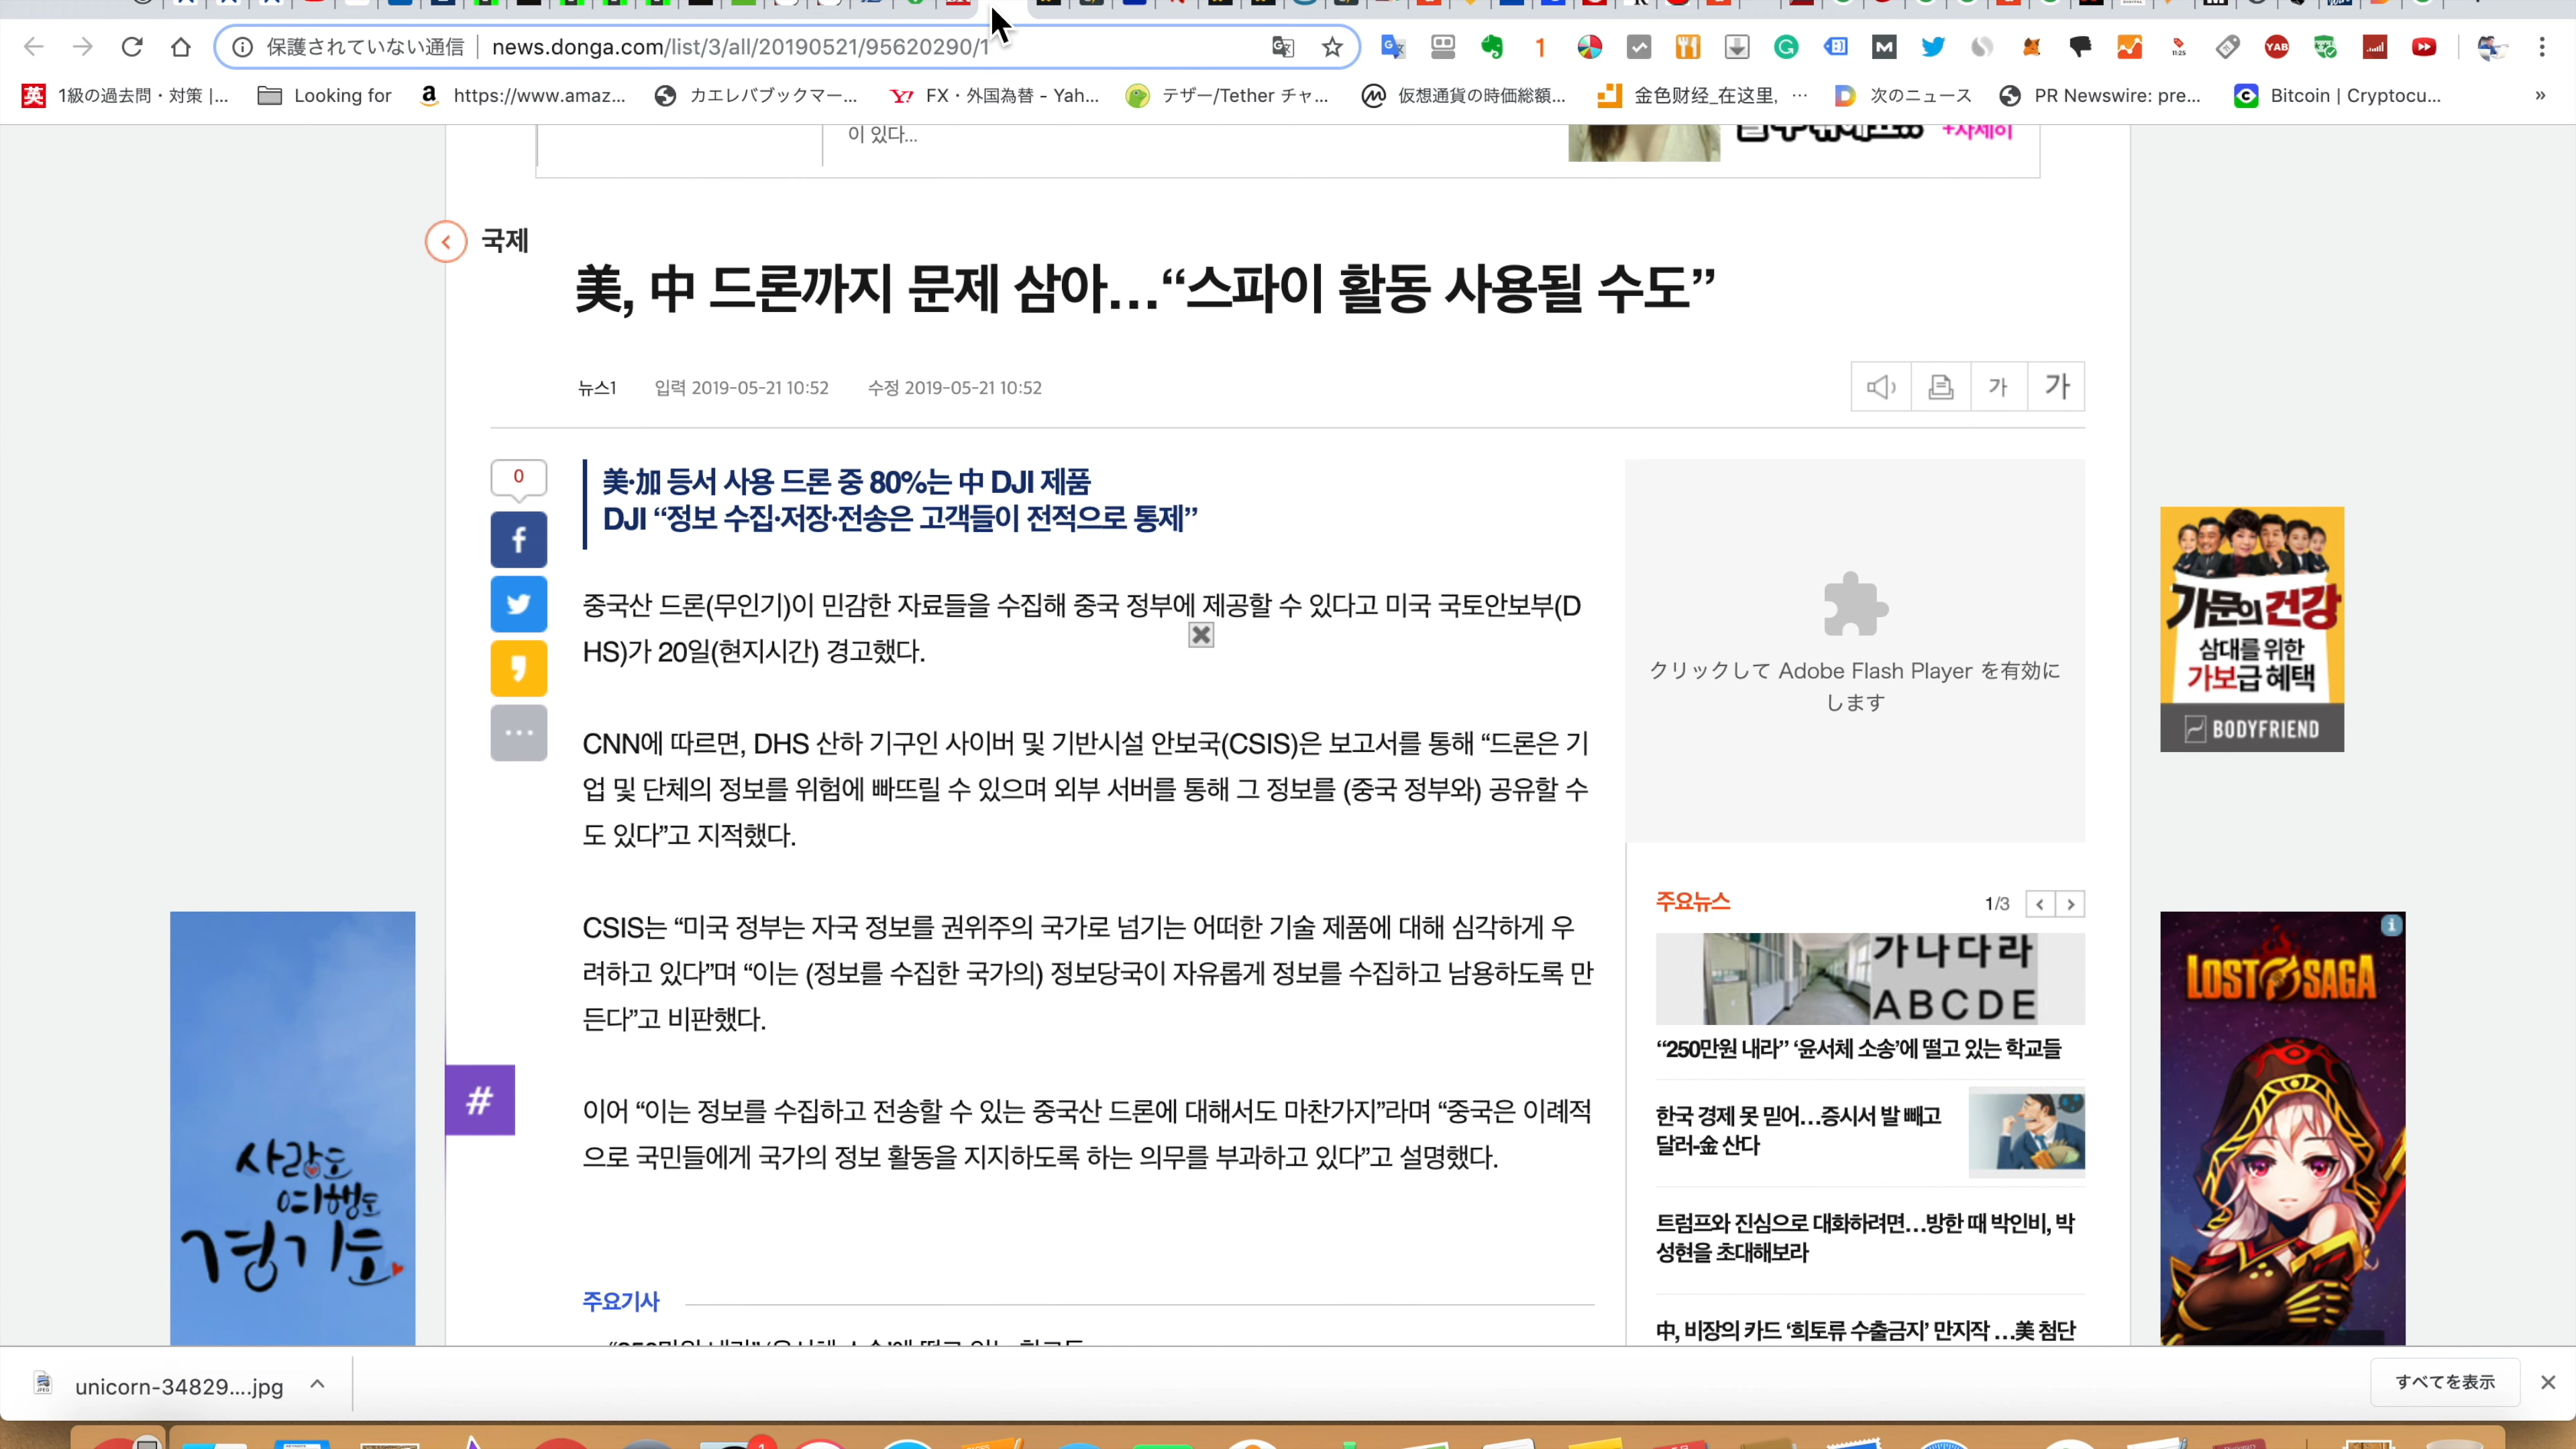 保護されていない通信
news.donga.com/list/3/all/20190521/95620290/1
1級の過去問・対策 |...
Looking for
https://www.amaz...
カエレバブックマー...
FX・外国為替 - Yah...
テザー/Tether チャ...
仮想通貨の時価総額...
金色财经_在这里, ...
次のニュース
PR Newswire: pre...
Bitcoin | Cryptocu...
»
이 있다...
+자세히
국제
美, 中 드론까지 문제 삼아…“스파이 활동 사용될 수도”
뉴스1 입력 2019-05-21 10:52 수정 2019-05-21 10:52
가 가
0
美·加 등서 사용 드론 중 80%는 中 DJI 제품
DJI “정보 수집·저장·전송은 고객들이 전적으로 통제”
중국산 드론(무인기)이 민감한 자료들을 수집해 중국 정부에 제공할 수 있다고 미국 국토안보부(D
HS)가 20일(현지시간) 경고했다.
CNN에 따르면, DHS 산하 기구인 사이버 및 기반시설 안보국(CSIS)은 보고서를 통해 “드론은 기
업 및 단체의 정보를 위험에 빠뜨릴 수 있으며 외부 서버를 통해 그 정보를 (중국 정부와) 공유할 수
도 있다”고 지적했다.
CSIS는 “미국 정부는 자국 정보를 권위주의 국가로 넘기는 어떠한 기술 제품에 대해 심각하게 우
려하고 있다”며 “이는 (정보를 수집한 국가의) 정보당국이 자유롭게 정보를 수집하고 남용하도록 만
든다”고 비판했다.
이어 “이는 정보를 수집하고 전송할 수 있는 중국산 드론에 대해서도 마찬가지”라며 “중국은 이례적
으로 국민들에게 국가의 정보 활동을 지지하도록 하는 의무를 부과하고 있다”고 설명했다.
주요기사
#
クリックして Adobe Flash Player を有効に
します
주요뉴스
1/3
가나다라
ABCDE
“250만원 내라” ‘윤서체 소송’에 떨고 있는 학교들
한국 경제 못 믿어…증시서 발 빼고
달러-金 산다
트럼프와 진심으로 대화하려면…방한 때 박인비, 박
성현을 초대해보라
中, 비장의 카드 ‘희토류 수출금지’ 만지작 …美 첨단
가문의 건강
삼대를 위한
가보급 혜택
BODYFRIEND
LOST SAGA
사랑도
여행도
경기도
unicorn-34829....jpg
すべてを表示